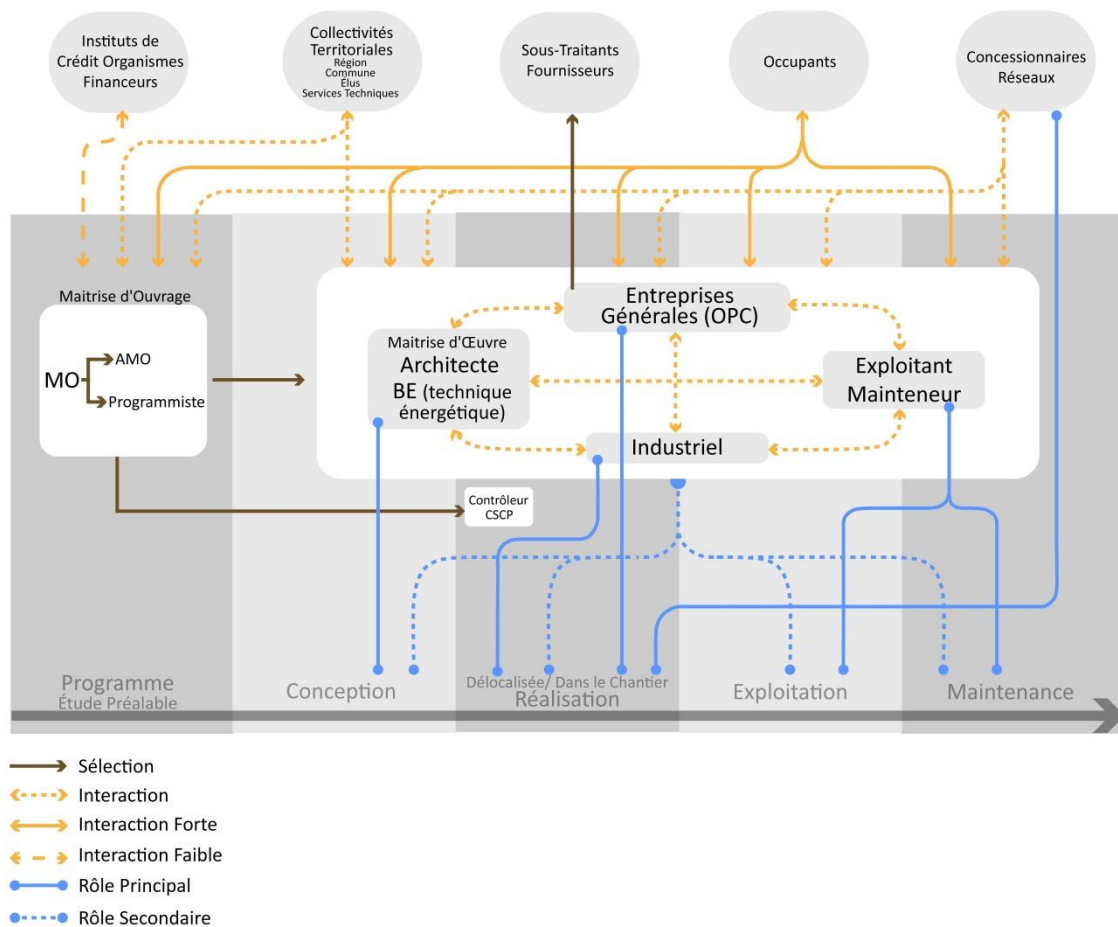 Instituts de
Crédit Organismes
Financeurs
Collectivités
Territoriales
Région
Commune
Élus
Services Techniques
Sous-Traitants
Fournisseurs
Occupants
Concessionnaires
Réseaux
Maitrise d'Ouvrage
MO
AMO
Programmiste
Entreprises
Générales (OPC)
Maitrise d'Œuvre
Architecte
BE (technique
énergétique)
Exploitant
Mainteneur
Industriel
Contrôleur
CSCP
Programme
Étude Préalable
Conception
Délocalisée/ Dans le Chantier
Réalisation
Exploitation
Maintenance
Sélection
Interaction
Interaction Forte
Interaction Faible
Rôle Principal
Rôle Secondaire